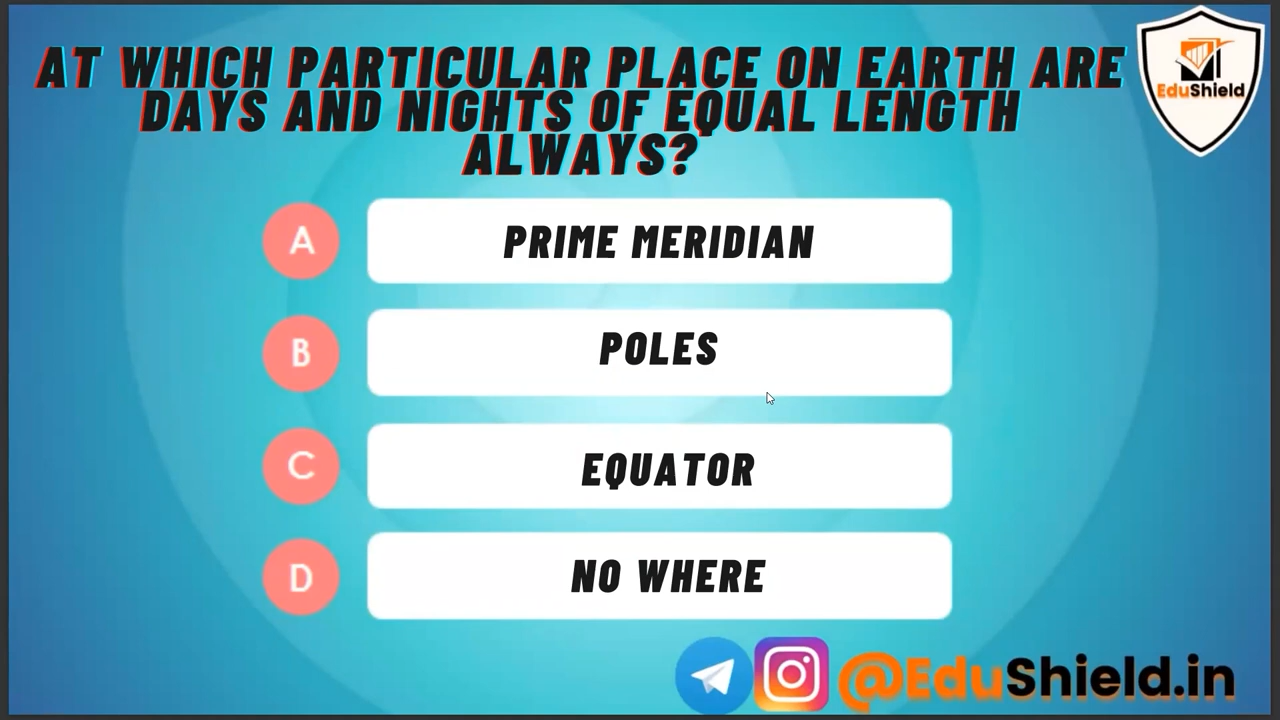 AT WHICH PARTICULAR PLACE ON EARTH ARE
DAYS AND NIGHTS OF EQUAL LENGTH
ALWAYS?
EduShield
A
PRIME MERIDIAN
B
POLES
C
EQUATOR
D
NO WHERE
@EduShield.in